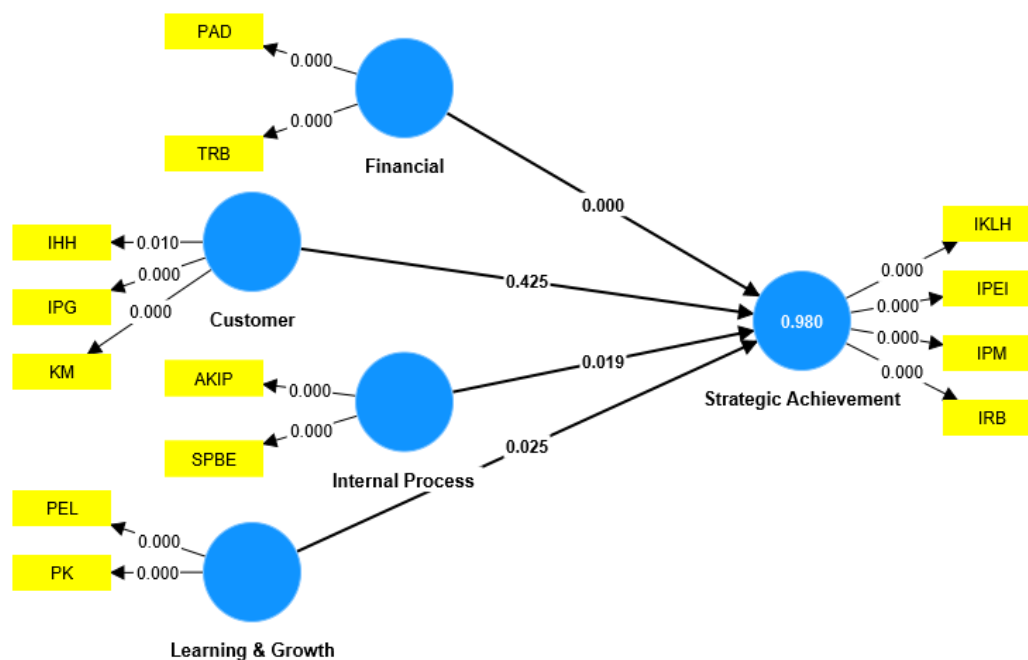 PAD
0.000
0.000
TRB
Financial
0.000
IHH
0.010
IPG
0.000
KM
0.000
Customer
0.425
AKIP
0.000
SPBE
0.000
Internal Process
0.019
PEL
0.000
PK
0.000
Learning & Growth
0.025
0.980
Strategic Achievement
0.000
IKLH
0.000
IPEI
0.000
IPM
0.000
IRB